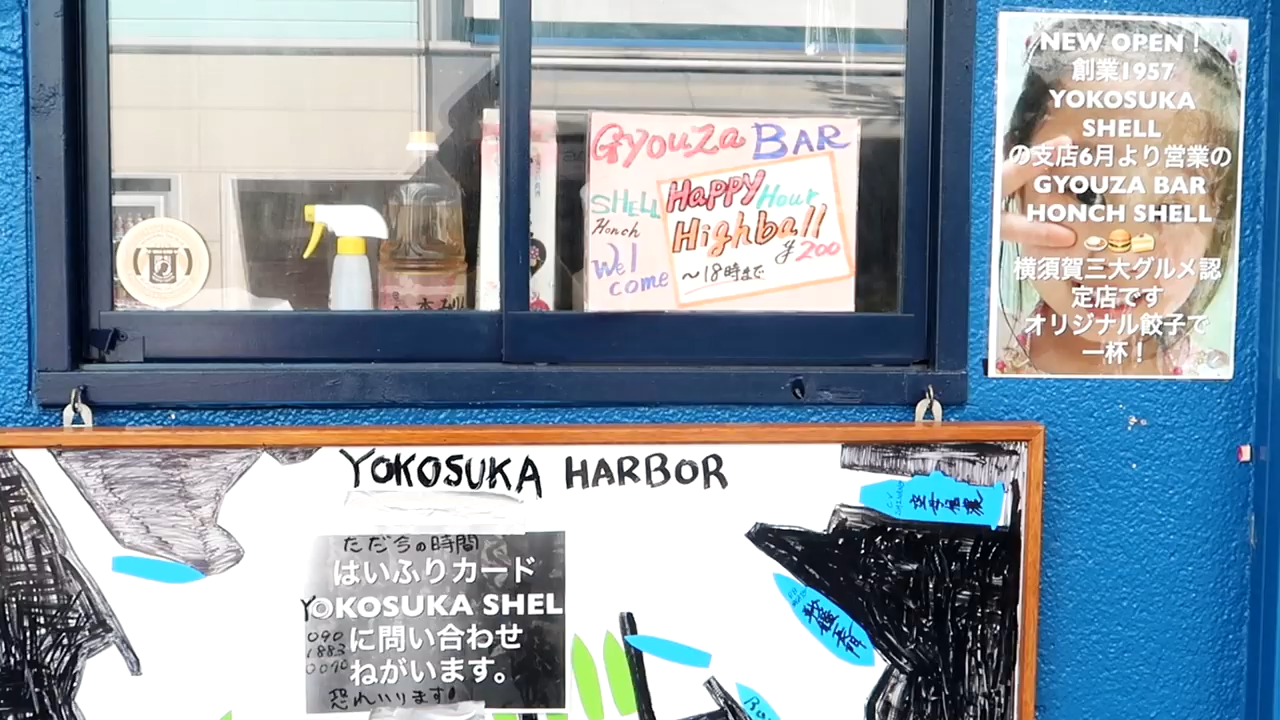 GYOUZA BAR
SHELL
Honch
Wel
come
HAPPY Hour
Highball
¥200
～18時まで
NEW OPEN！
創業1957
YOKOSUKA
SHELL
の支店6月より営業の
GYOUZA BAR
HONCH SHELL
🥟🍔🍰
横須賀三大グルメ認
定店です
オリジナル餃子で
一杯！
YOKOSUKA HARBOR
ただ今の時間
はいふりカード
YOKOSUKA SHEL
に問い合わせ
ねがいます。
090
1883
0070
恐れいります！